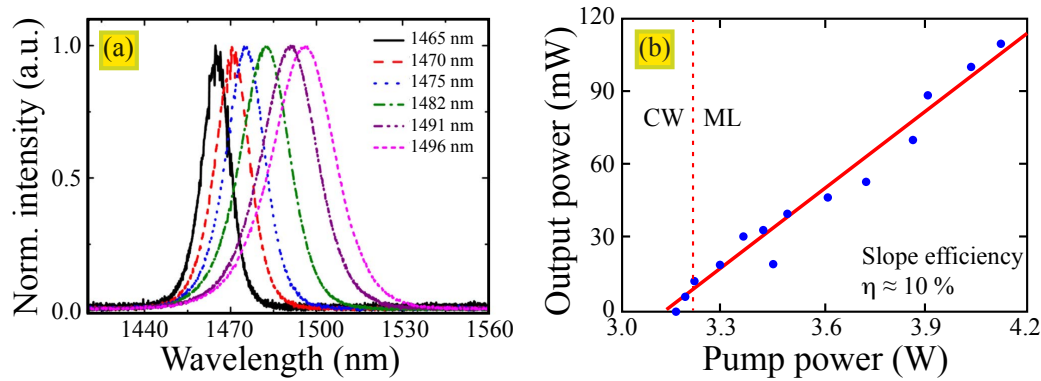 (a)
Norm. intensity (a.u.)
1.0
0.5
0.0
1465 nm
1470 nm
1475 nm
1482 nm
1491 nm
1496 nm
1440 1470 1500 1530 1560
Wavelength (nm)
(b)
Output power (mW)
120
90
60
30
0
CW ML
Slope efficiency
η ≈ 10 %
3.0 3.3 3.6 3.9 4.2
Pump power (W)